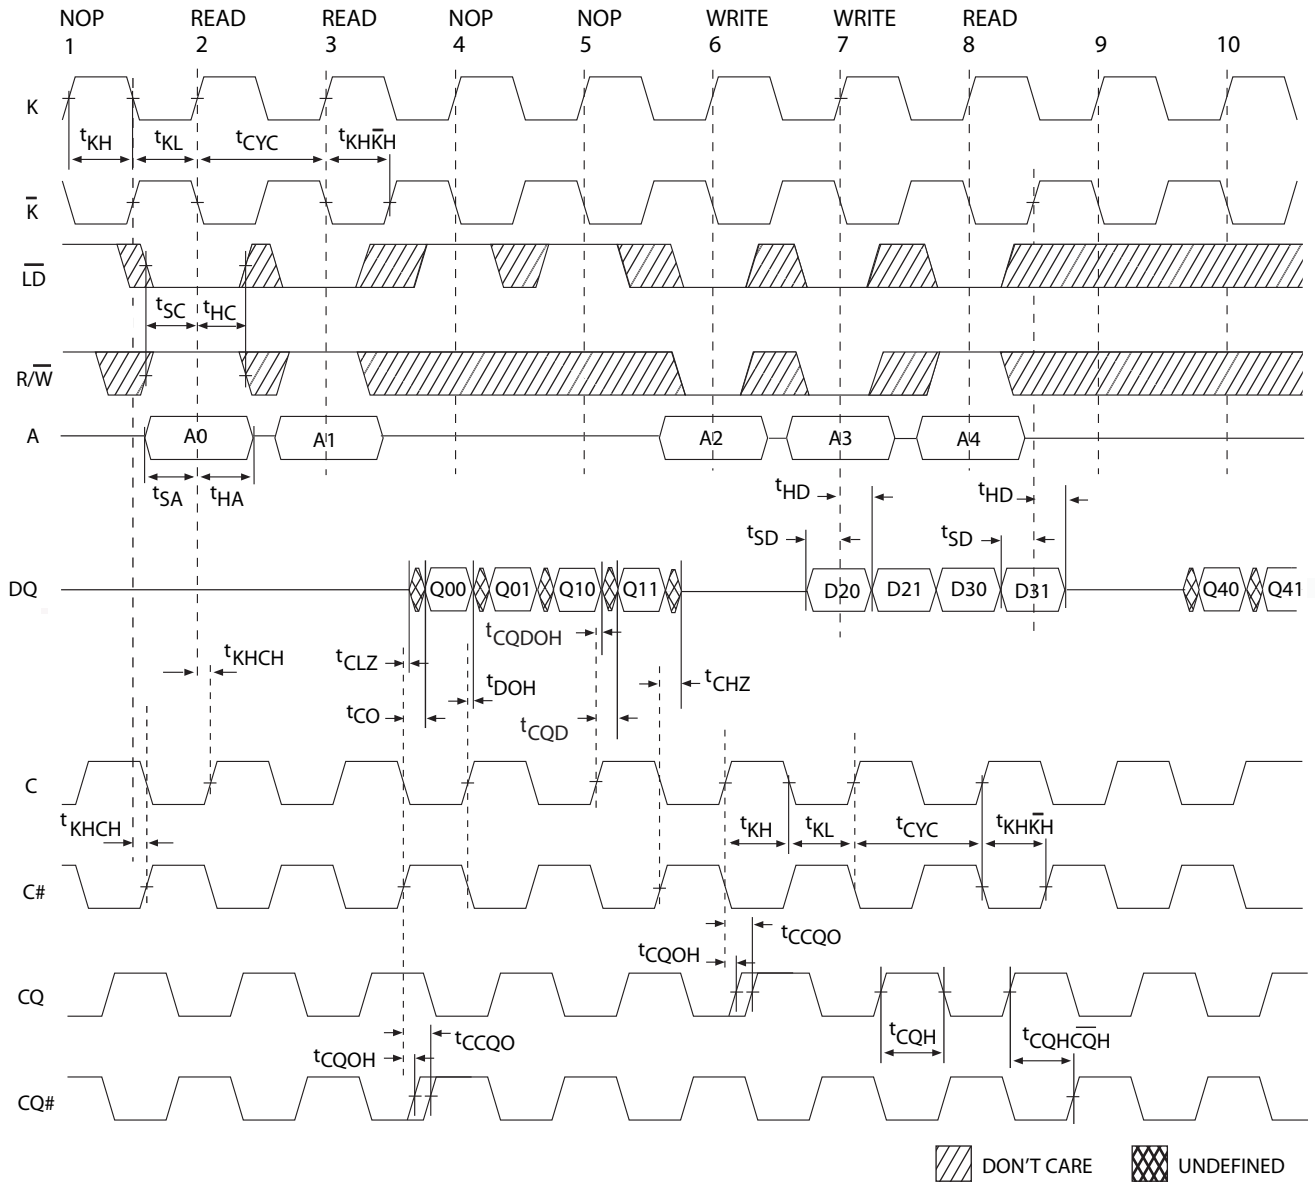 NOP READ READ NOP NOP WRITE WRITE READ
1 2 3 4 5 6 7 8 9 10
K
tKH tKL tCYC tKHK̅H
K̅
L̅D̅
tSC tHC
R/W̅
A A0 A1 A2 A3 A4
tSA tHA tHD tHD
tSD tSD
DQ Q00 Q01 Q10 Q11 D20 D21 D30 D31 Q40 Q41
tCQDOH
tKHCH tCLZ tDOH tCHZ
tCO tCQD
C
tKHCH tKH tKL tCYC tKHK̅H
C#
tCCQO
tCQOH
CQ
tCQH tCQHC̅Q̅H
tCCQO
tCQOH
CQ#
DON'T CARE UNDEFINED